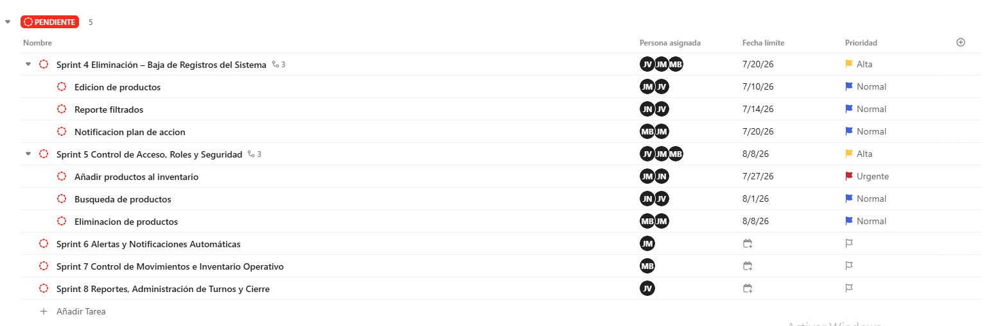 PENDIENTE 5
Nombre Persona asignada Fecha límite Prioridad
Sprint 4 Eliminación – Baja de Registros del Sistema 3 JV JM MB 7/20/26 Alta
Edicion de productos JM JV 7/10/26 Normal
Reporte filtrados JN JV 7/14/26 Normal
Notificacion plan de accion MB JM 7/20/26 Normal
Sprint 5 Control de Acceso, Roles y Seguridad 3 JV JM MB 8/8/26 Alta
Añadir productos al inventario JM JN 7/27/26 Urgente
Busqueda de productos JN JV 8/1/26 Normal
Eliminacion de productos MB JM 8/8/26 Normal
Sprint 6 Alertas y Notificaciones Automáticas JM
Sprint 7 Control de Movimientos e Inventario Operativo MB
Sprint 8 Reportes, Administración de Turnos y Cierre JV
Añadir Tarea
Activar Windows